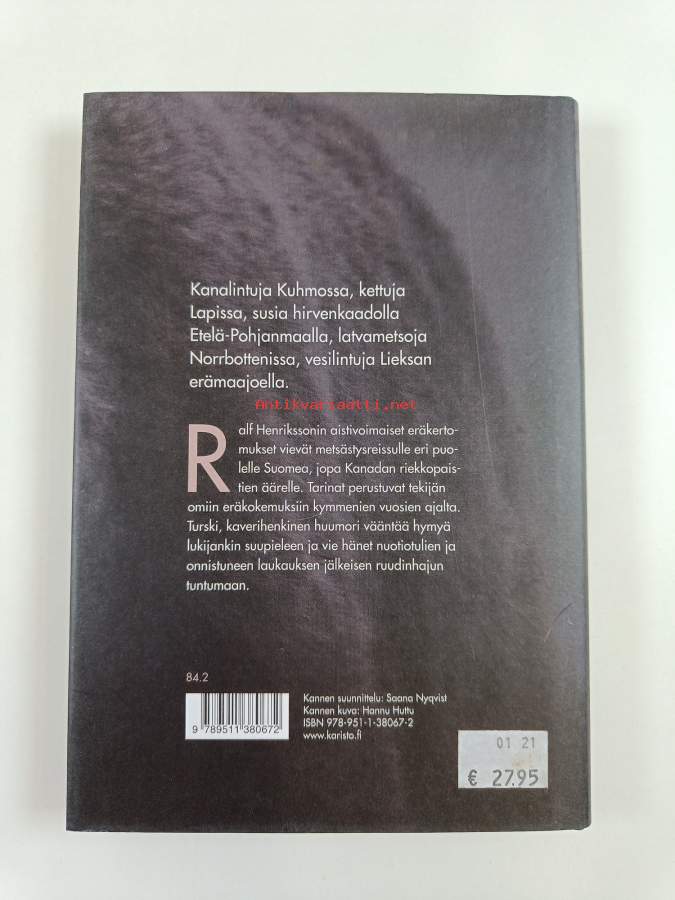 Kanalintuja Kuhmossa, kettuja
Lapissa, susia hirvenkaadolla
Etelä-Pohjanmaalla, latvametsoja
Norrbottenissa, vesilintuja Lieksan
erämaajoella.
Antikvariaatti.net
Ralf Henrikssonin aistivoimaiset eräkerto-
mukset vievät metsästysreissulle eri puo-
lelle Suomea, jopa Kanadan riekkopais-
tien äärelle. Tarinat perustuvat tekijän
omiin eräkokemuksiin kymmenien vuosien ajalta.
Turski, kaverihenkinen huumori vääntää hymyä
lukijankin suupieleen ja vie hänet nuotiotulien ja
onnistuneen laukauksen jälkeisen ruudinhajun
tuntumaan.
84.2
9 789511 380672
Kannen suunnittelu: Saana Nyqvist
Kannen kuva: Hannu Huttu
ISBN 978-951-1-38067-2
www.karisto.fi
01 21
€ 27.95